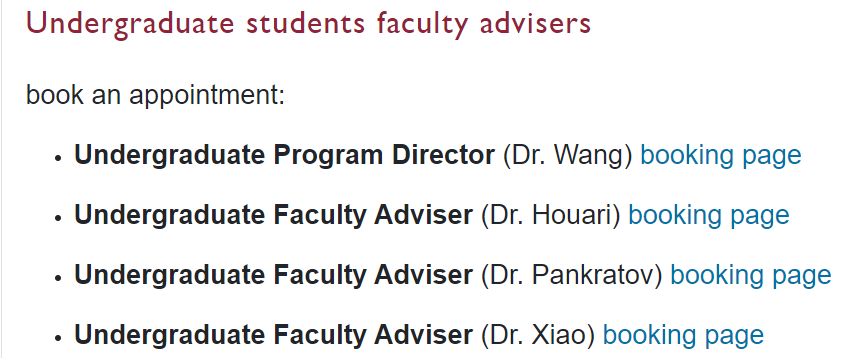 Undergraduate students faculty advisers
book an appointment:
• Undergraduate Program Director (Dr. Wang) booking page
• Undergraduate Faculty Adviser (Dr. Houari) booking page
• Undergraduate Faculty Adviser (Dr. Pankratov) booking page
• Undergraduate Faculty Adviser (Dr. Xiao) booking page